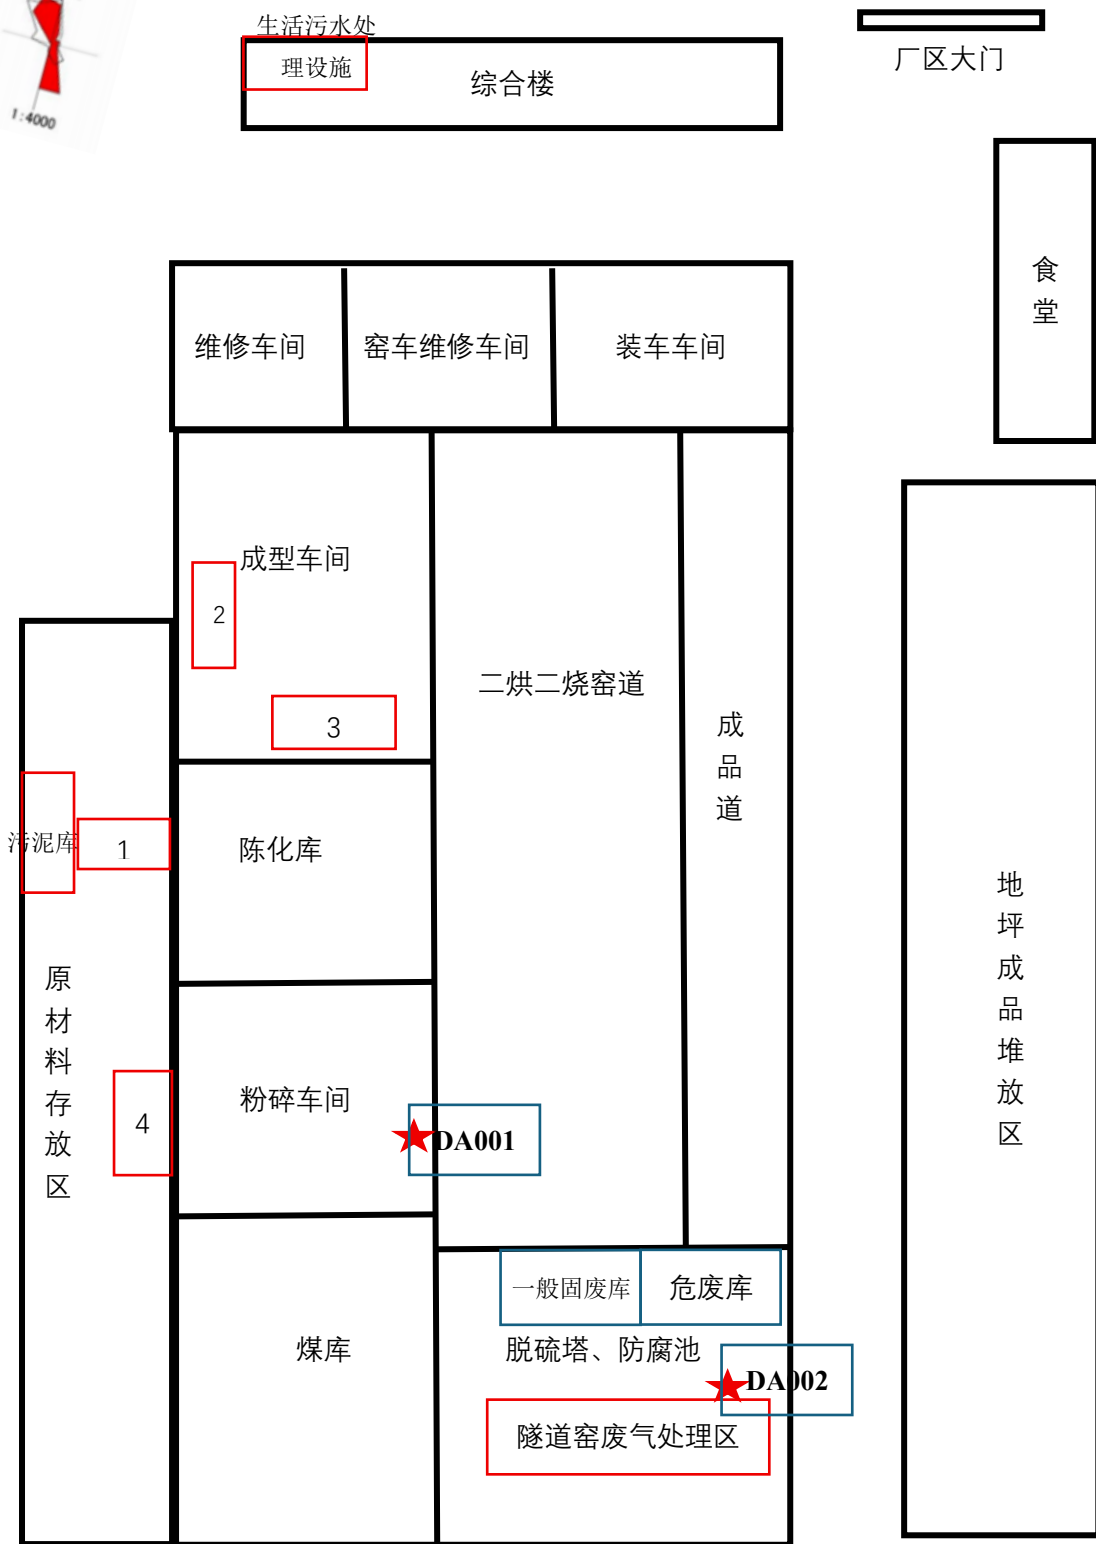 生活污水处
理设施
综合楼
厂区大门
1:4000
食
堂
维修车间
窑车维修车间
装车车间
成型车间
2
3
二烘二烧窑道
成
品
道
污泥库
1
陈化库
原
材
料
存
放
区
4
粉碎车间
DA001
地
坪
成
品
堆
放
区
一般固废库
危废库
煤库
脱硫塔、防腐池
DA002
隧道窑废气处理区